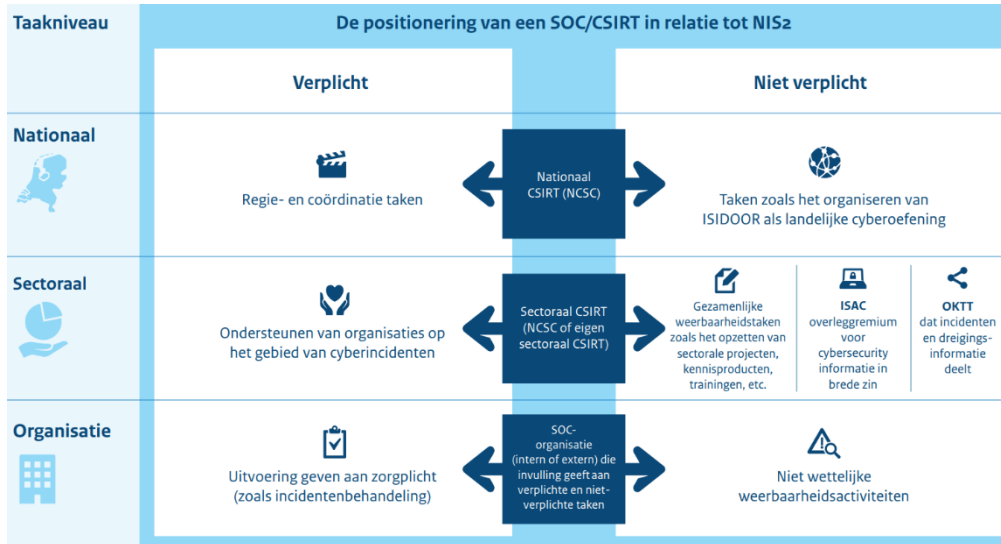 Taakniveau
De positionering van een SOC/CSIRT in relatie tot NIS2
Verplicht
Niet verplicht
Nationaal
Regie- en coördinatie taken
Nationaal
CSIRT (NCSC)
Taken zoals het organiseren van
ISIDOOR als landelijke cyberoefening
Sectoraal
Ondersteunen van organisaties op
het gebied van cyberincidenten
Sectoraal CSIRT
(NCSC of eigen
sectoraal CSIRT)
Gezamenlijke
weerbaarheidstaken
zoals het opzetten van
sectorale projecten,
kennisproducten,
trainingen, etc.
ISAC
overleggremium
voor
cybersecurity
informatie in
brede zin
OKTT
dat incidenten
en dreigings-
informatie
deelt
Organisatie
Uitvoering geven aan zorgplicht
(zoals incidentenbehandeling)
SOC-
organisatie
(intern of extern) die
invulling geeft aan
verplichte en niet-
verplichte taken
Niet wettelijke
weerbaarheidsactiviteiten